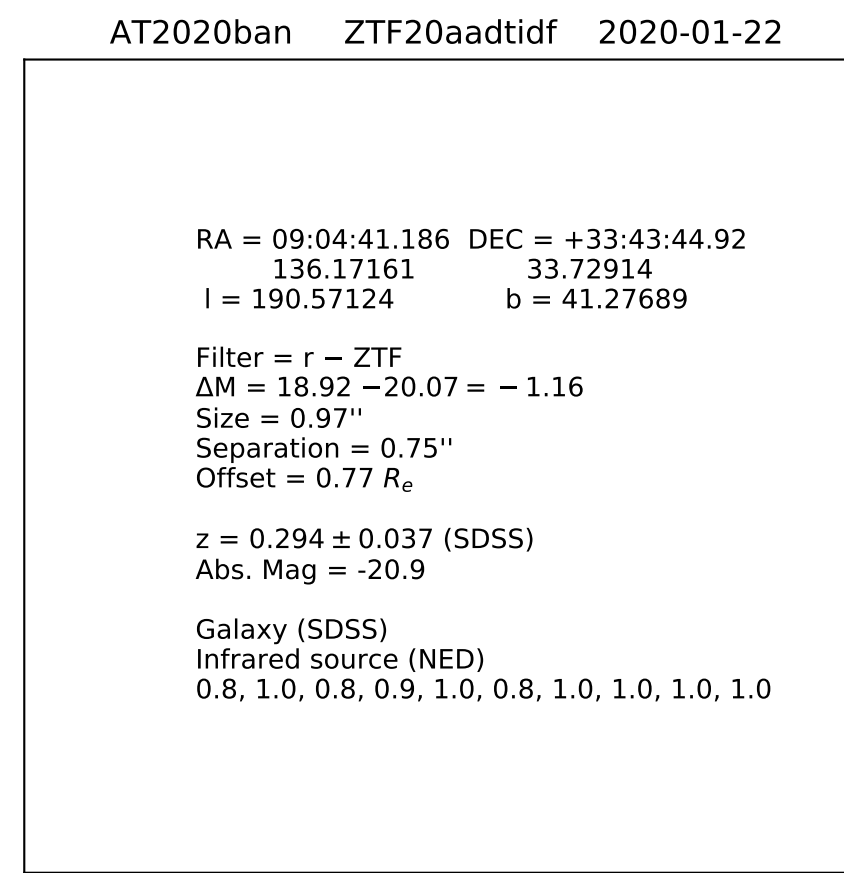 AT2020ban ZTF20aadtidf 2020-01-22
RA = 09:04:41.186 DEC = +33:43:44.92
136.17161 33.72914
l = 190.57124 b = 41.27689
Filter = r − ZTF
ΔM = 18.92 −20.07 = − 1.16
Size = 0.97''
Separation = 0.75''
Offset = 0.77 Rₑ
z = 0.294 ± 0.037 (SDSS)
Abs. Mag = -20.9
Galaxy (SDSS)
Infrared source (NED)
0.8, 1.0, 0.8, 0.9, 1.0, 0.8, 1.0, 1.0, 1.0, 1.0